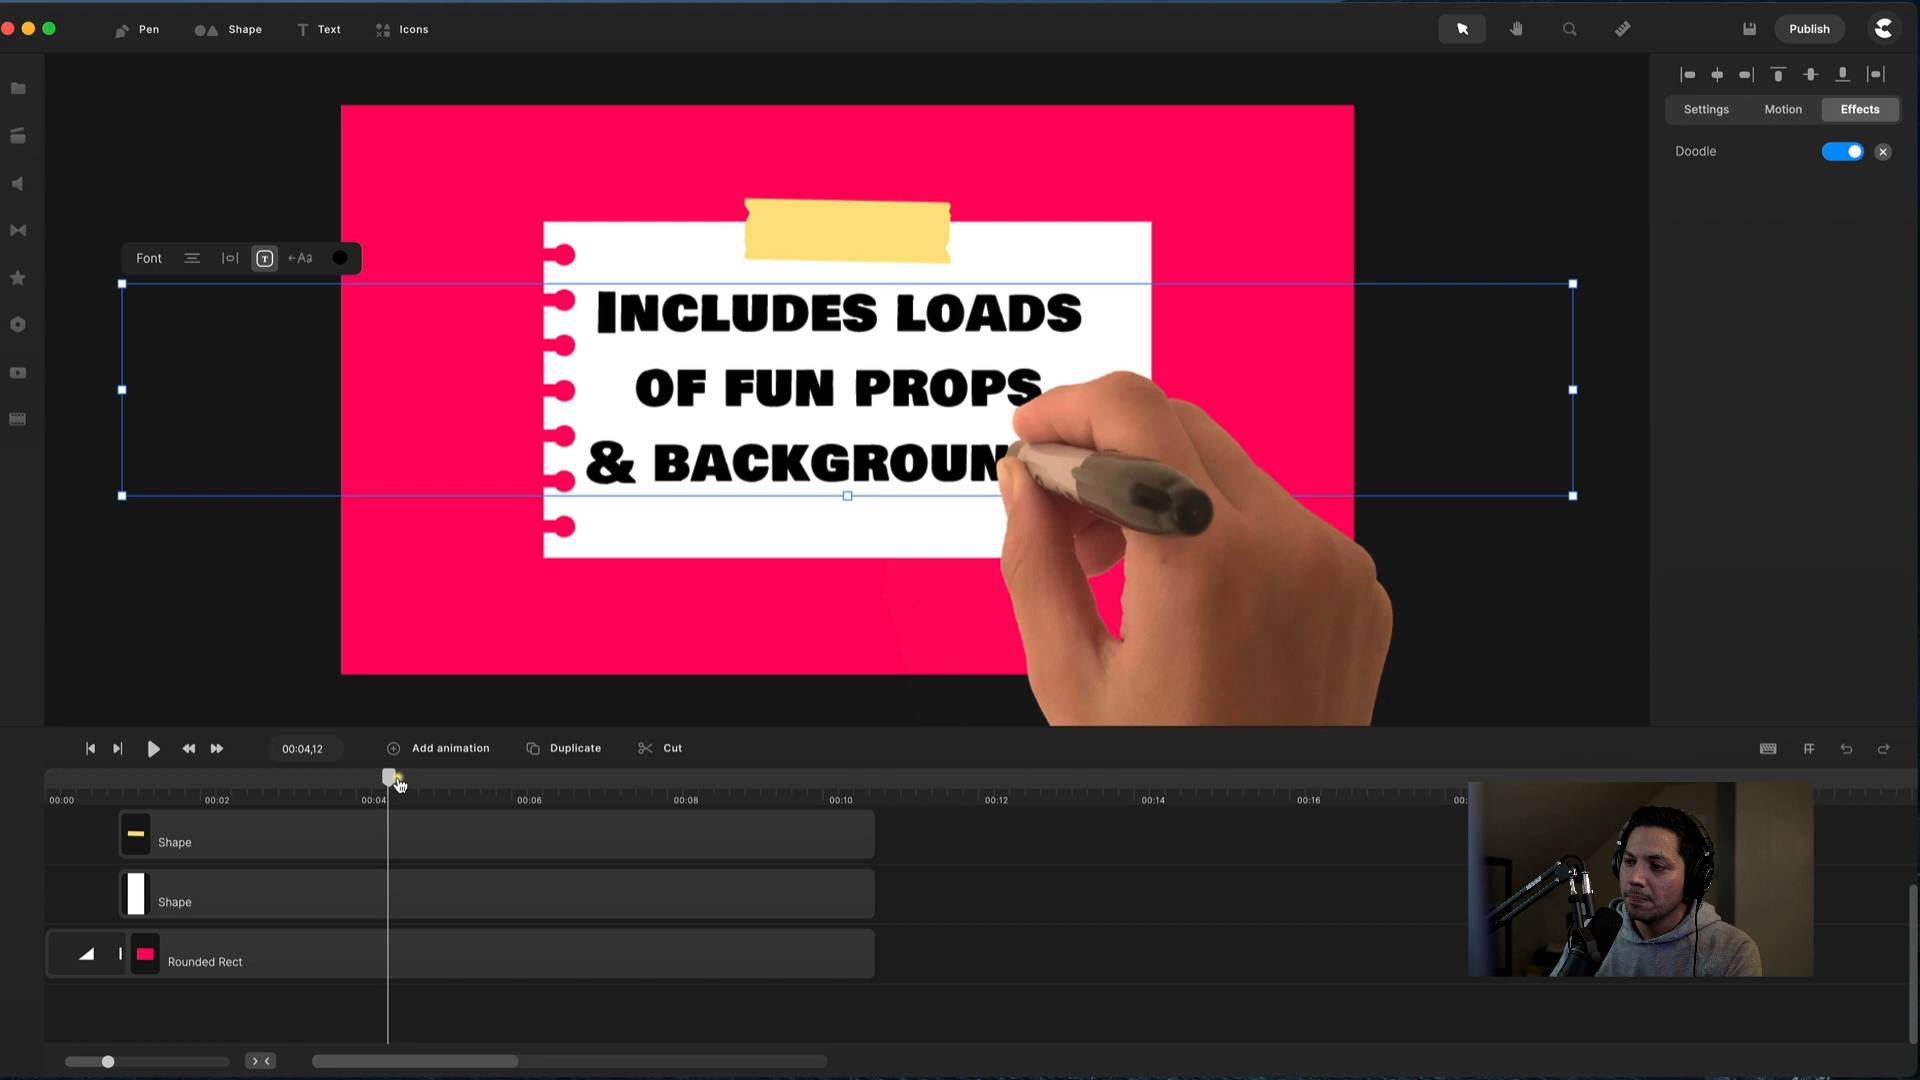 Pen
Shape
Text
Icons
Publish
Settings
Motion
Effects
Doodle
Font
T
Aa
INCLUDES LOADS
OF FUN PROPS
& BACKGROUN
00:04,12
Add animation
Duplicate
Cut
00:00
00:02
00:04
00:06
00:08
00:10
00:12
00:14
00:16
00:
Shape
Shape
Rounded Rect